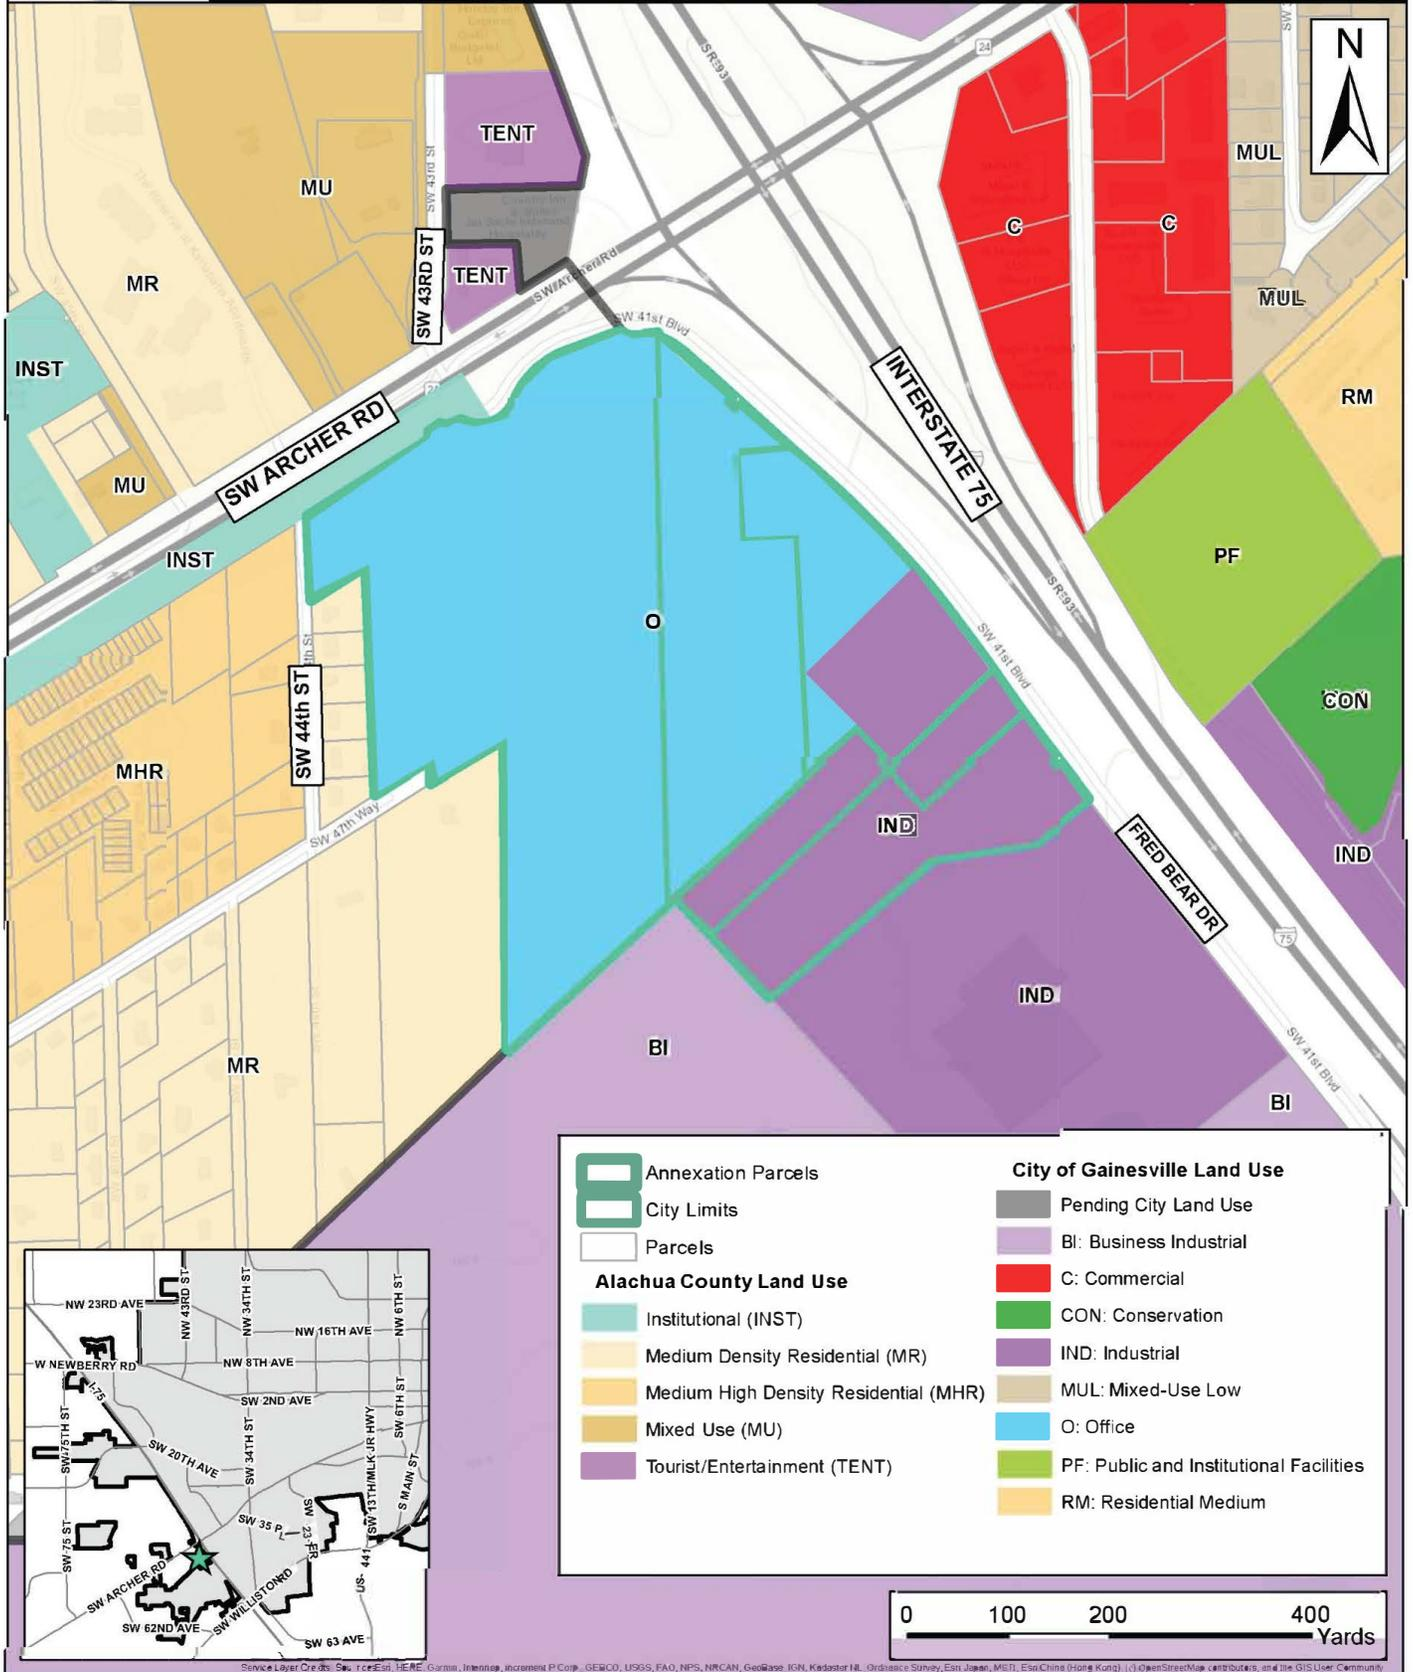 N
SR-93
24
TENT
MU
SW 43rd St
MUL
C
C
MR
SW 43RD ST
TENT
SW Archer Rd
MUL
SW 41st Blvd
INST
INTERSTATE 75
RM
SW ARCHER RD
MU
INST
PF
SR-93
O
SW 41st Blvd
SW 44th ST
CON
MHR
SW 47th Way
IND
IND
FRED BEAR DR
75
IND
BI
MR
SW 41st Blvd
BI
Annexation Parcels
City Limits
Parcels
Alachua County Land Use
Institutional (INST)
Medium Density Residential (MR)
Medium High Density Residential (MHR)
Mixed Use (MU)
Tourist/Entertainment (TENT)
City of Gainesville Land Use
Pending City Land Use
BI: Business Industrial
C: Commercial
CON: Conservation
IND: Industrial
MUL: Mixed-Use Low
O: Office
PF: Public and Institutional Facilities
RM: Residential Medium
NW 23RD AVE
NW 43RD ST
NW 34TH ST
NW 6TH ST
NW 16TH AVE
W NEWBERRY RD
NW 8TH AVE
I-75
SW 2ND AVE
SW 75TH ST
SW 20TH AVE
SW 34TH ST
SW 13TH/MLK JR HWY
SW 6TH ST
S MAIN ST
SW 35 PL
SW 23 TER
SW 75 ST
SW ARCHER RD
SW WILLISTON RD
US- 441
SW 62ND AVE
SW 63 AVE
0 100 200 400
Yards